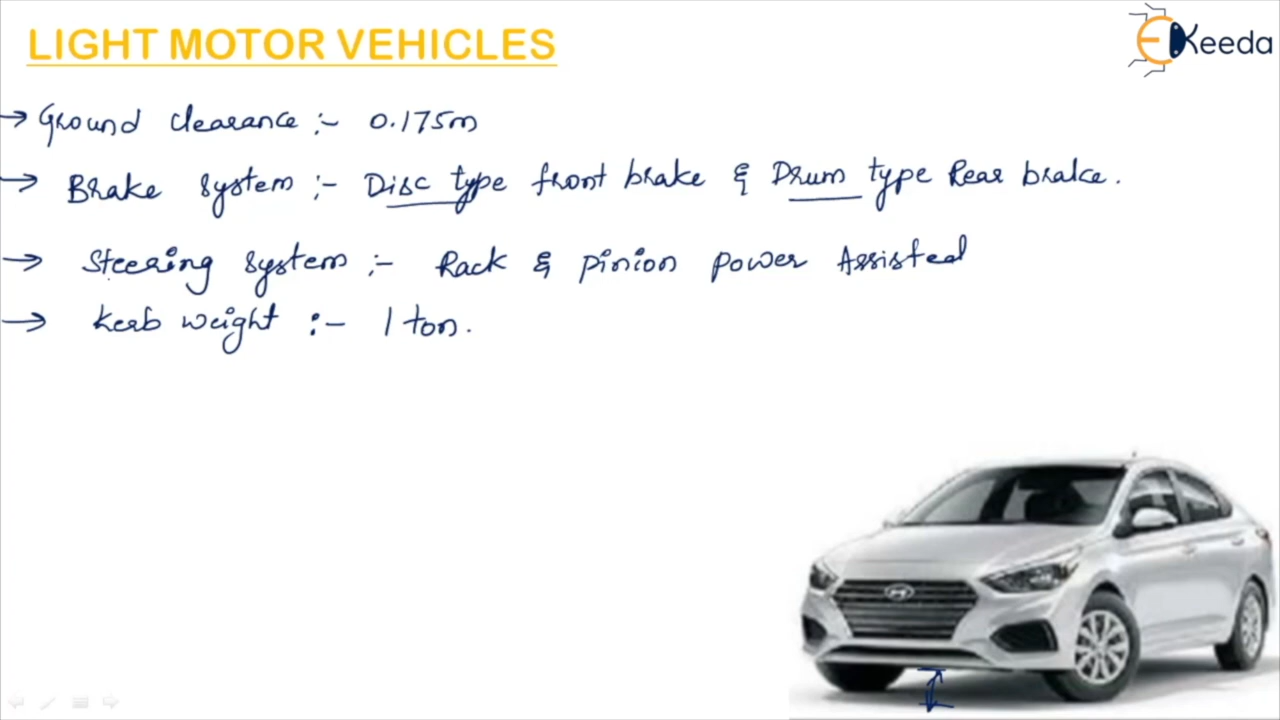 LIGHT MOTOR VEHICLES
EKeeda
→ Ground clearance :- 0.175m
→ Brake system :- Disc type front brake & Drum type Rear brake.
→ Steering system :- Rack & pinion power Assisted
→ Kerb weight :- 1 ton.